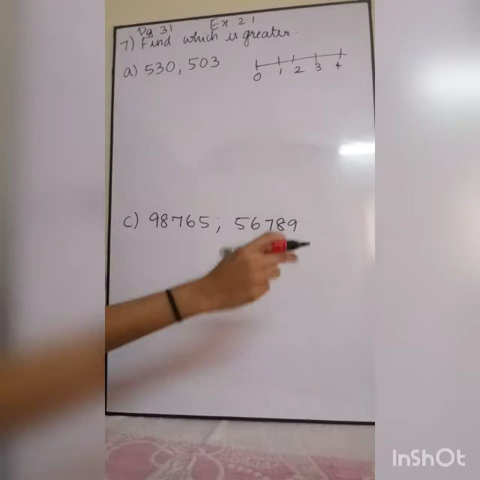 Pg. 31 Ex: 2.1
7) Find which is greater.
a) 530, 503
0 1 2 3 4
c) 98765 ; 56789
InShOt